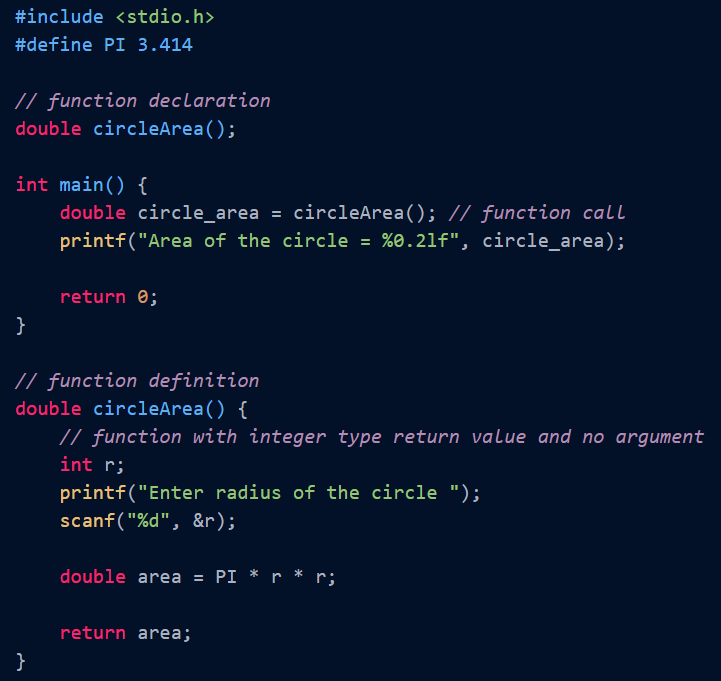 #include <stdio.h>
#define PI 3.414
// function declaration
double circleArea();
int main() {
    double circle_area = circleArea(); // function call
    printf("Area of the circle = %0.2lf", circle_area);
    return 0;
}
// function definition
double circleArea() {
    // function with integer type return value and no argument
    int r;
    printf("Enter radius of the circle ");
    scanf("%d", &r);
    double area = PI * r * r;
    return area;
}